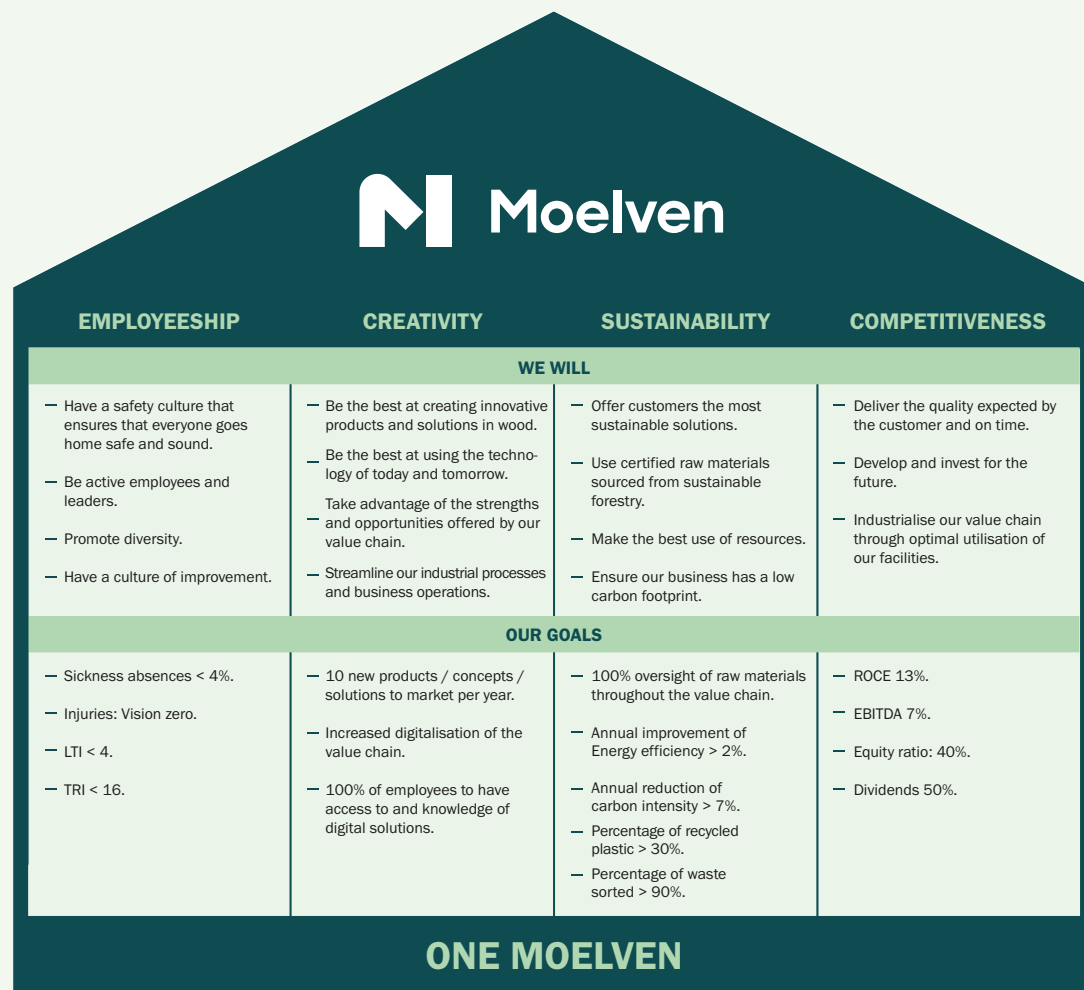 Moelven
EMPLOYEESHIP
CREATIVITY
SUSTAINABILITY
COMPETITIVENESS
WE WILL
— Have a safety culture that
ensures that everyone goes
home safe and sound.
— Be active employees and
leaders.
— Promote diversity.
— Have a culture of improvement.
— Be the best at creating innovative
products and solutions in wood.
— Be the best at using the techno-
logy of today and tomorrow.
— Take advantage of the strengths
and opportunities offered by our
value chain.
— Streamline our industrial processes
and business operations.
— Offer customers the most
sustainable solutions.
— Use certified raw materials
sourced from sustainable
forestry.
— Make the best use of resources.
— Ensure our business has a low
carbon footprint.
— Deliver the quality expected by
the customer and on time.
— Develop and invest for the
future.
— Industrialise our value chain
through optimal utilisation of
our facilities.
OUR GOALS
— Sickness absences < 4%.
— Injuries: Vision zero.
— LTI < 4.
— TRI < 16.
— 10 new products / concepts /
solutions to market per year.
— Increased digitalisation of the
value chain.
— 100% of employees to have
access to and knowledge of
digital solutions.
— 100% oversight of raw materials
throughout the value chain.
— Annual improvement of
Energy efficiency > 2%.
— Annual reduction of
carbon intensity > 7%.
— Percentage of recycled
plastic > 30%.
— Percentage of waste
sorted > 90%.
— ROCE 13%.
— EBITDA 7%.
— Equity ratio: 40%.
— Dividends 50%.
ONE MOELVEN